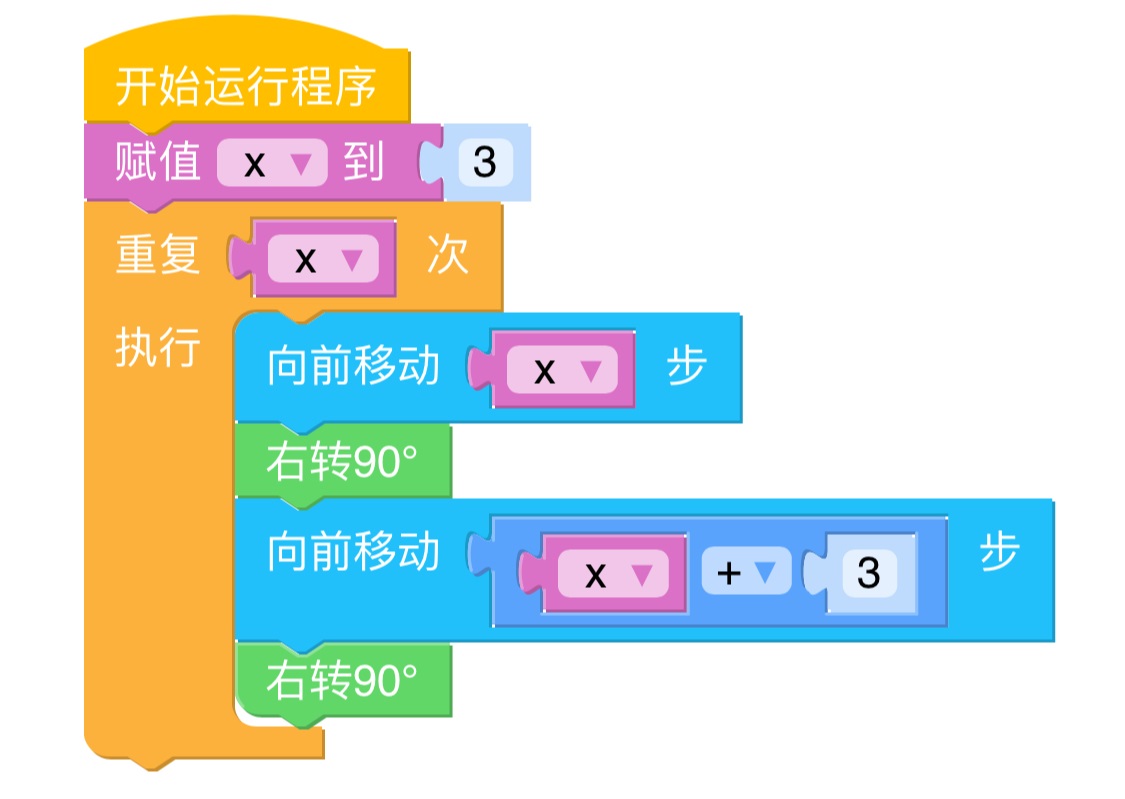 开始运行程序
赋值 x ▼ 到 3
重复 x ▼ 次
执行
向前移动 x ▼ 步
右转90°
向前移动 x ▼ + ▼ 3 步
右转90°